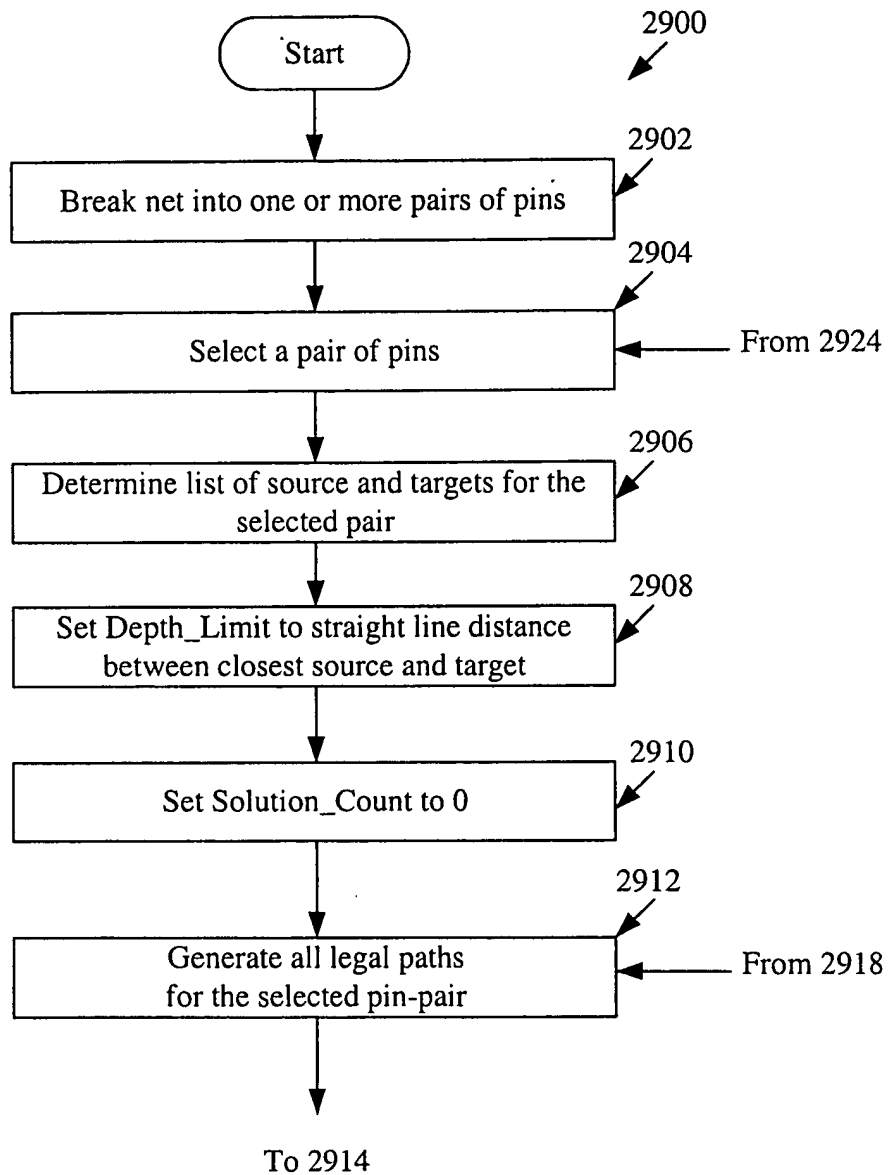 2900
Start
2902
Break net into one or more pairs of pins
2904
Select a pair of pins
From 2924
2906
Determine list of source and targets for the
selected pair
2908
Set Depth_Limit to straight line distance
between closest source and target
2910
Set Solution_Count to 0
2912
Generate all legal paths
for the selected pin-pair
From 2918
To 2914